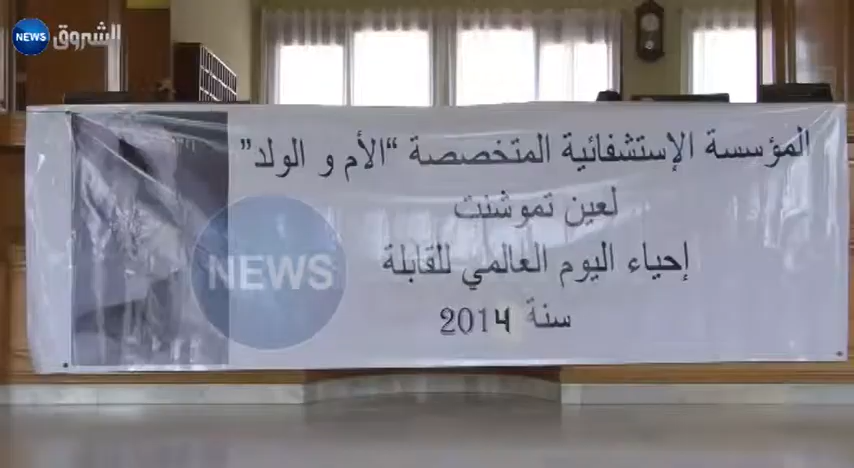 NEWS الشروق
المؤسسة الإستشفائية المتخصصة “الأم و الولد”
لعين تموشنت
إحياء اليوم العالمي للقابلة
سنة 2014
NEWS